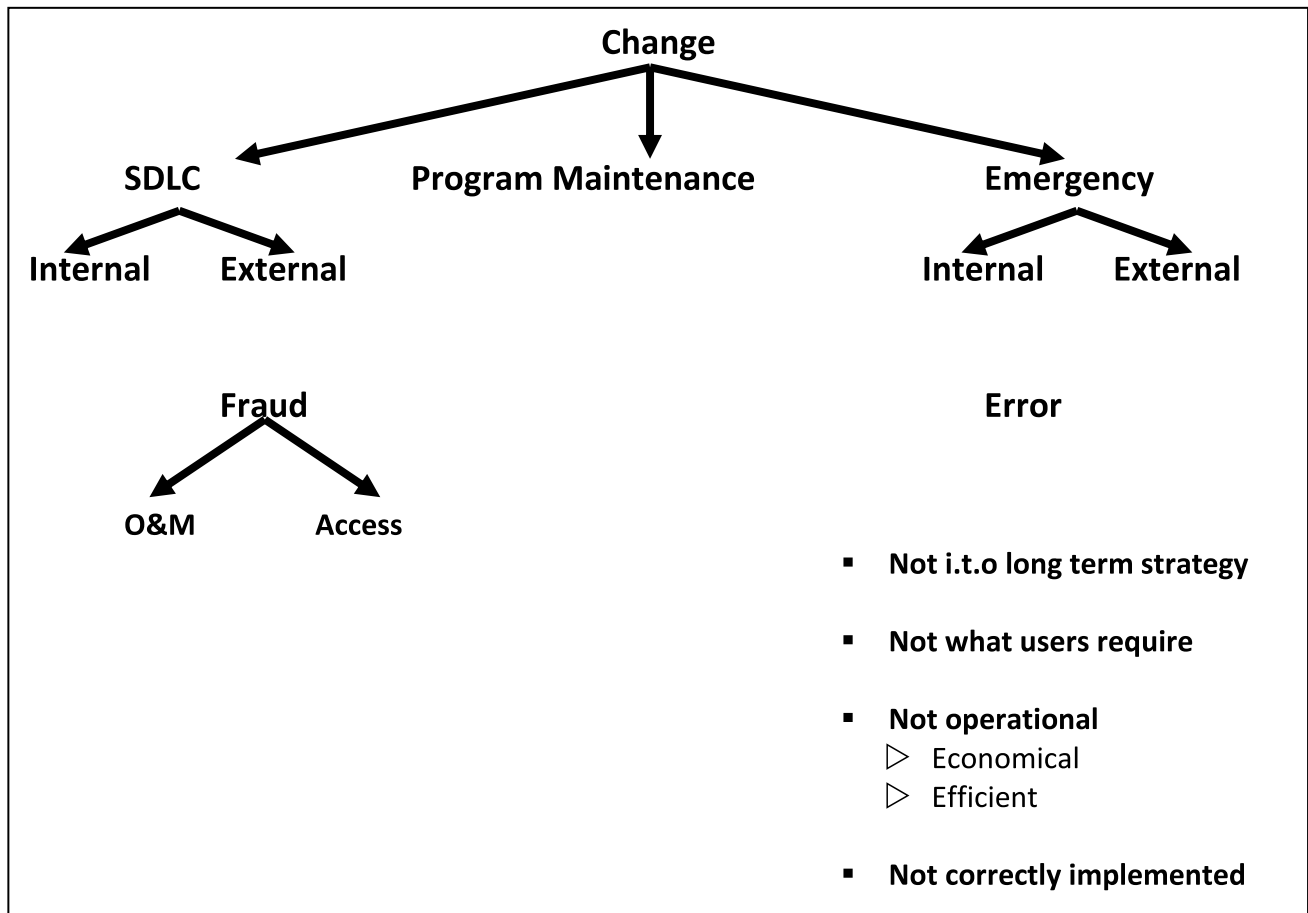 Change
SDLC Program Maintenance Emergency
Internal External Internal External
Fraud Error
O&M Access
▪ Not i.t.o long term strategy
▪ Not what users require
▪ Not operational
▷ Economical
▷ Efficient
▪ Not correctly implemented